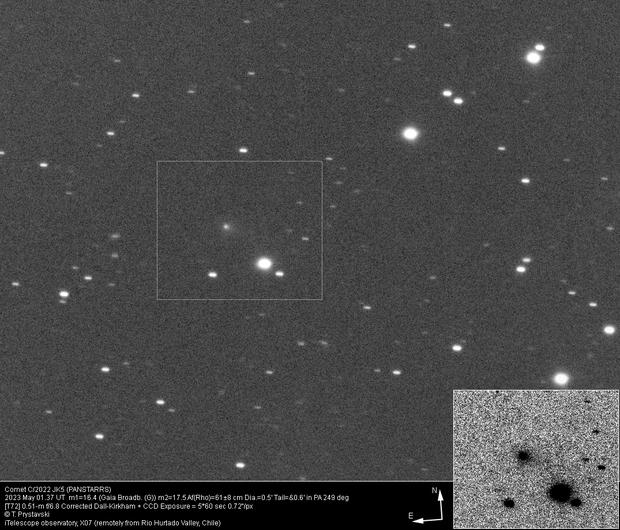 Comet C/2022 JK5 (PANSTARRS)
2023 May 01.37 UT m1=16.4 (Gaia Broadb. (G)) m2=17.5 Af(Rho)=61±8 cm Dia.=0.5' Tail=&0.6' in PA 249 deg
[T72] 0.51-m f/6.8 Corrected Dall-Kirkham + CCD Exposure = 5*60 sec 0.72"/px
© T. Prystavski
iTelescope observatory, X07 (remotely from Rio Hurtado Valley, Chile)
N
E